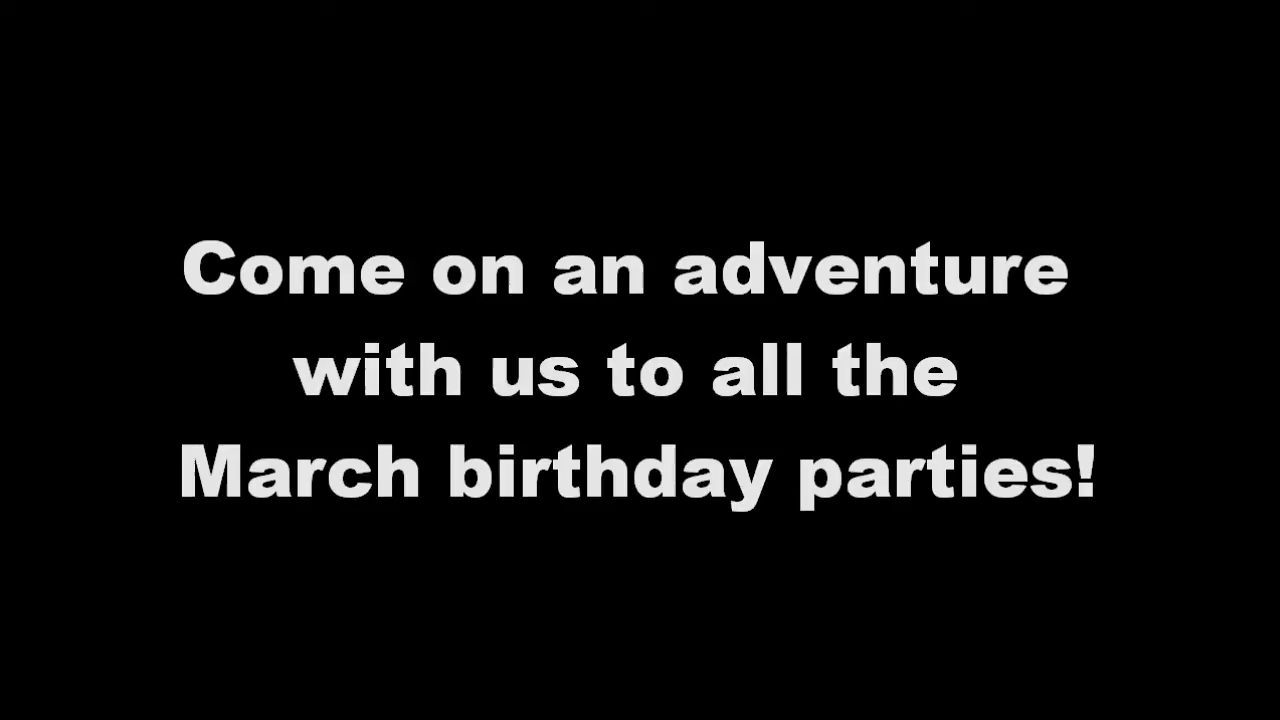 Come on an adventure
with us to all the
March birthday parties!